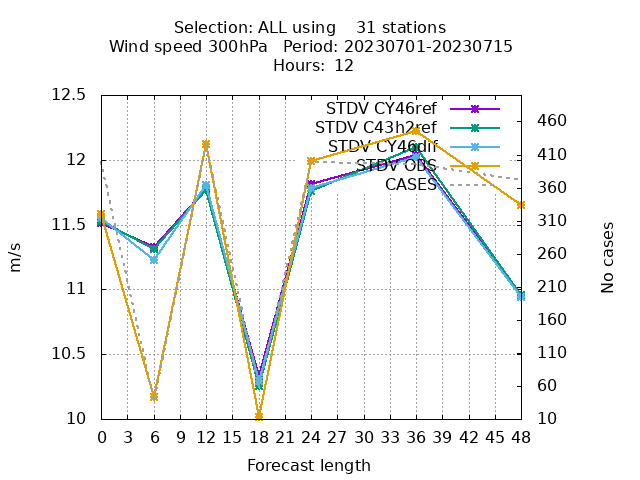 Selection: ALL using    31 stations
Wind speed 300hPa   Period: 20230701-20230715
Hours: 12
STDV CY46ref
STDV C43h2ref
STDV CY46dif
STDV OBS
CASES
12.5
12
11.5
11
10.5
10
m/s
460
410
360
310
260
210
160
110
60
10
No cases
0 3 6 9 12 15 18 21 24 27 30 33 36 39 42 45 48
Forecast length